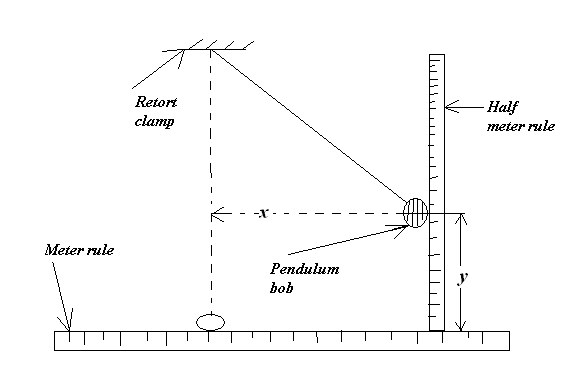 Retort
clamp
Half
meter rule
x
Meter rule
Pendulum
bob
y